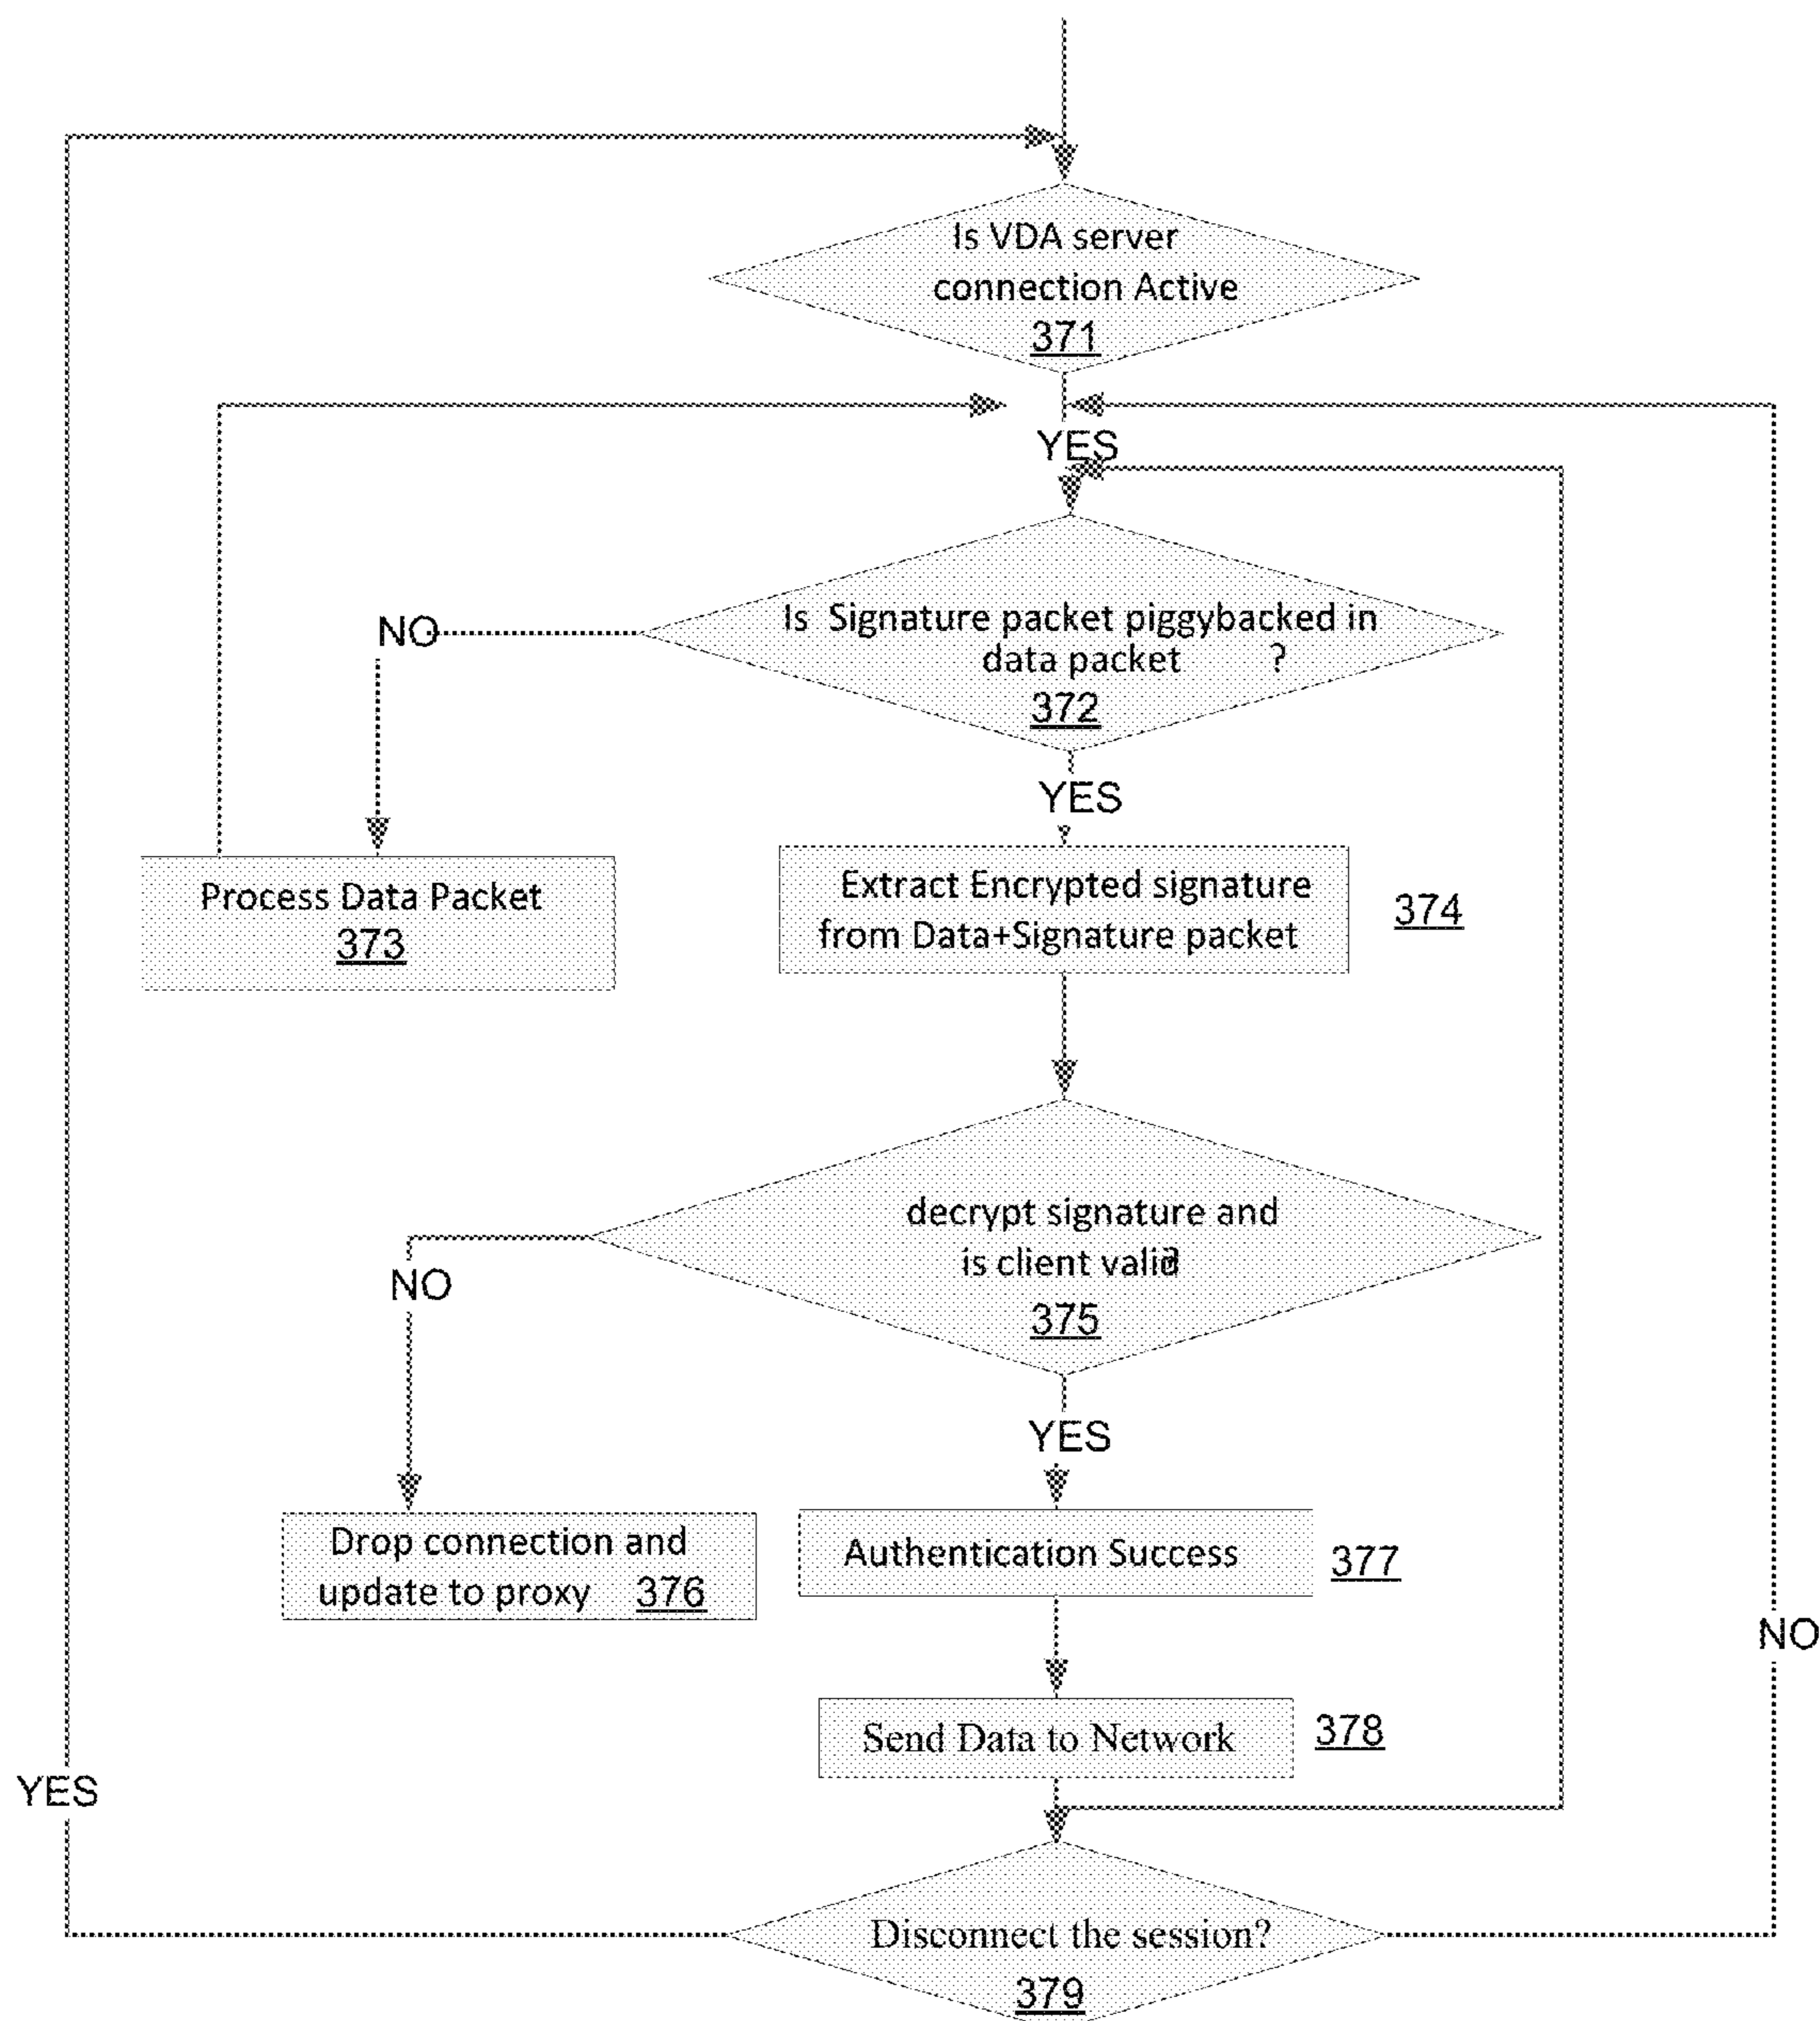 Is VDA server
connection Active
371
YES
Is Signature packet piggybacked in
data packet ?
372
NO
YES
Process Data Packet
373
Extract Encrypted signature
from Data+Signature packet
374
decrypt signature and
is client valid?
375
NO
YES
Drop connection and
update to proxy 376
Authentication Success
377
NO
Send Data to Network
378
YES
Disconnect the session?
379